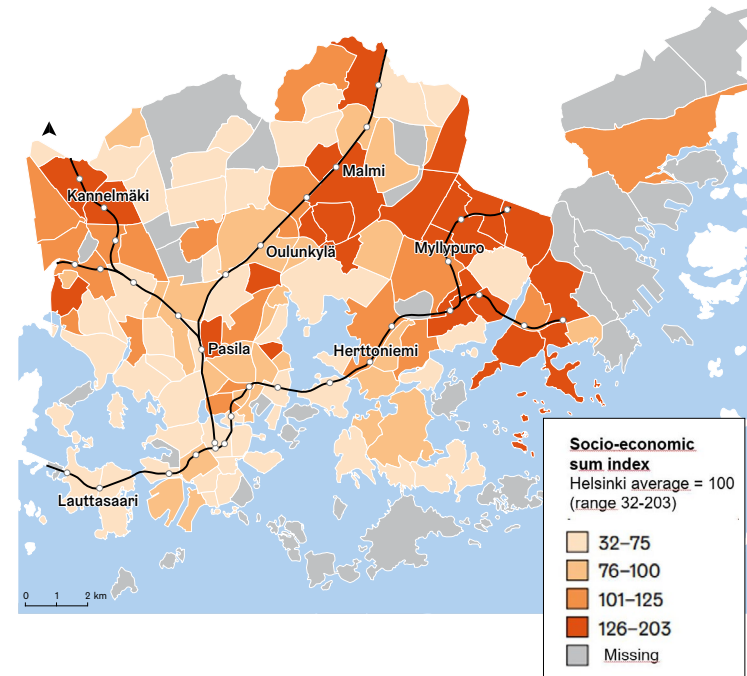 Kannelmäki
Malmi
Oulunkylä
Myllypuro
Pasila
Herttoniemi
Lauttasaari
0 1 2 km
Socio-economic
sum index
Helsinki average = 100
(range 32-203)
32–75
76–100
101–125
126–203
Missing